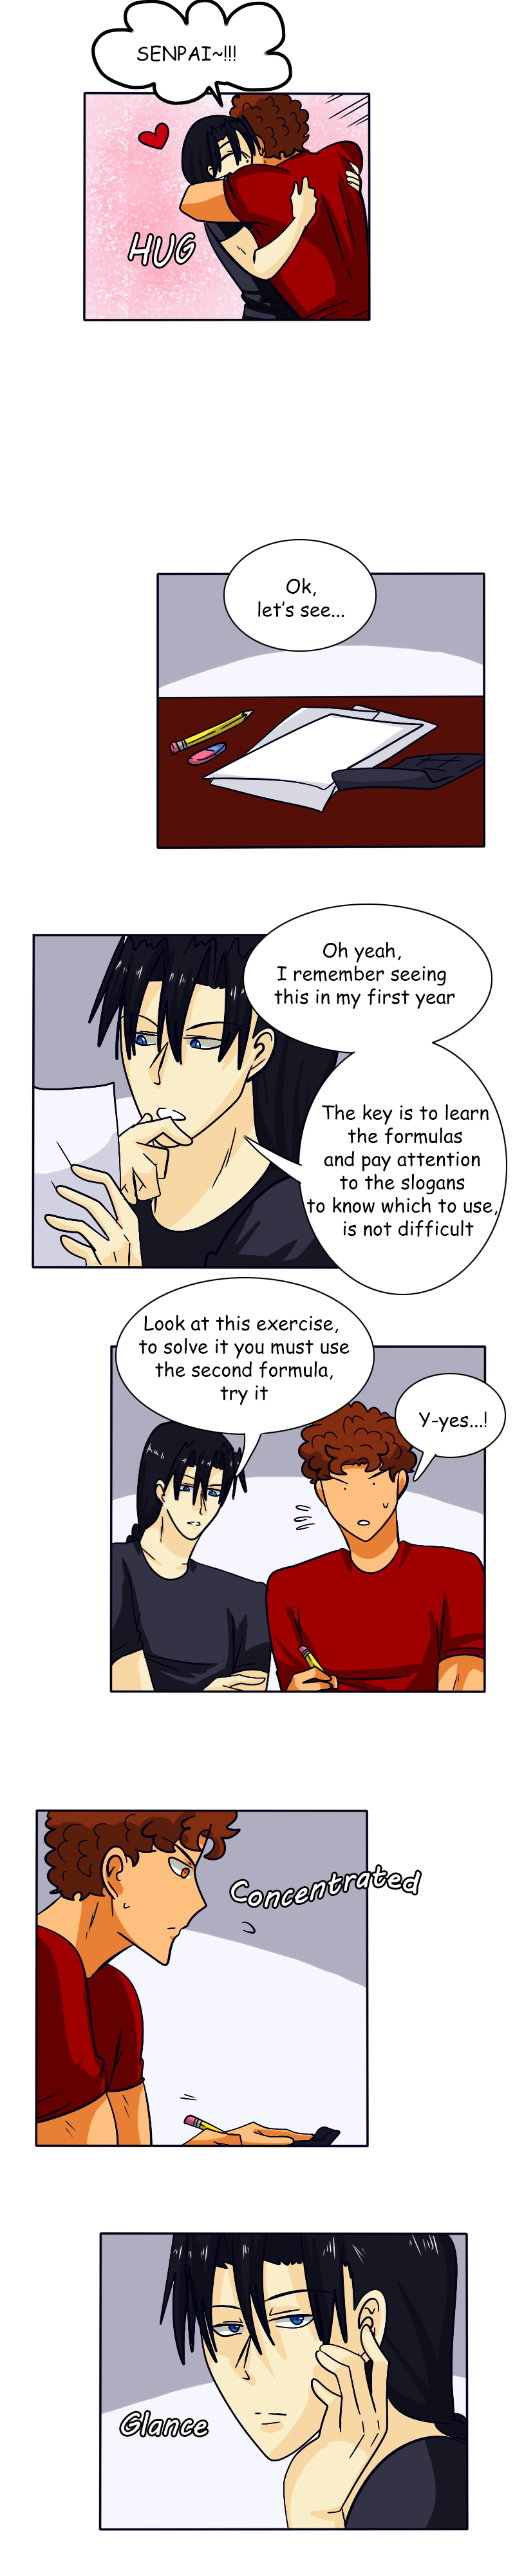 SENPAI~!!!
HUG
Ok,
let's see...
Oh yeah,
I remember seeing
this in my first year
The key is to learn
the formulas
and pay attention
to the slogans
to know which to use,
is not difficult
Look at this exercise,
to solve it you must use
the second formula,
try it
Y-yes...!
Concentrated
Glance